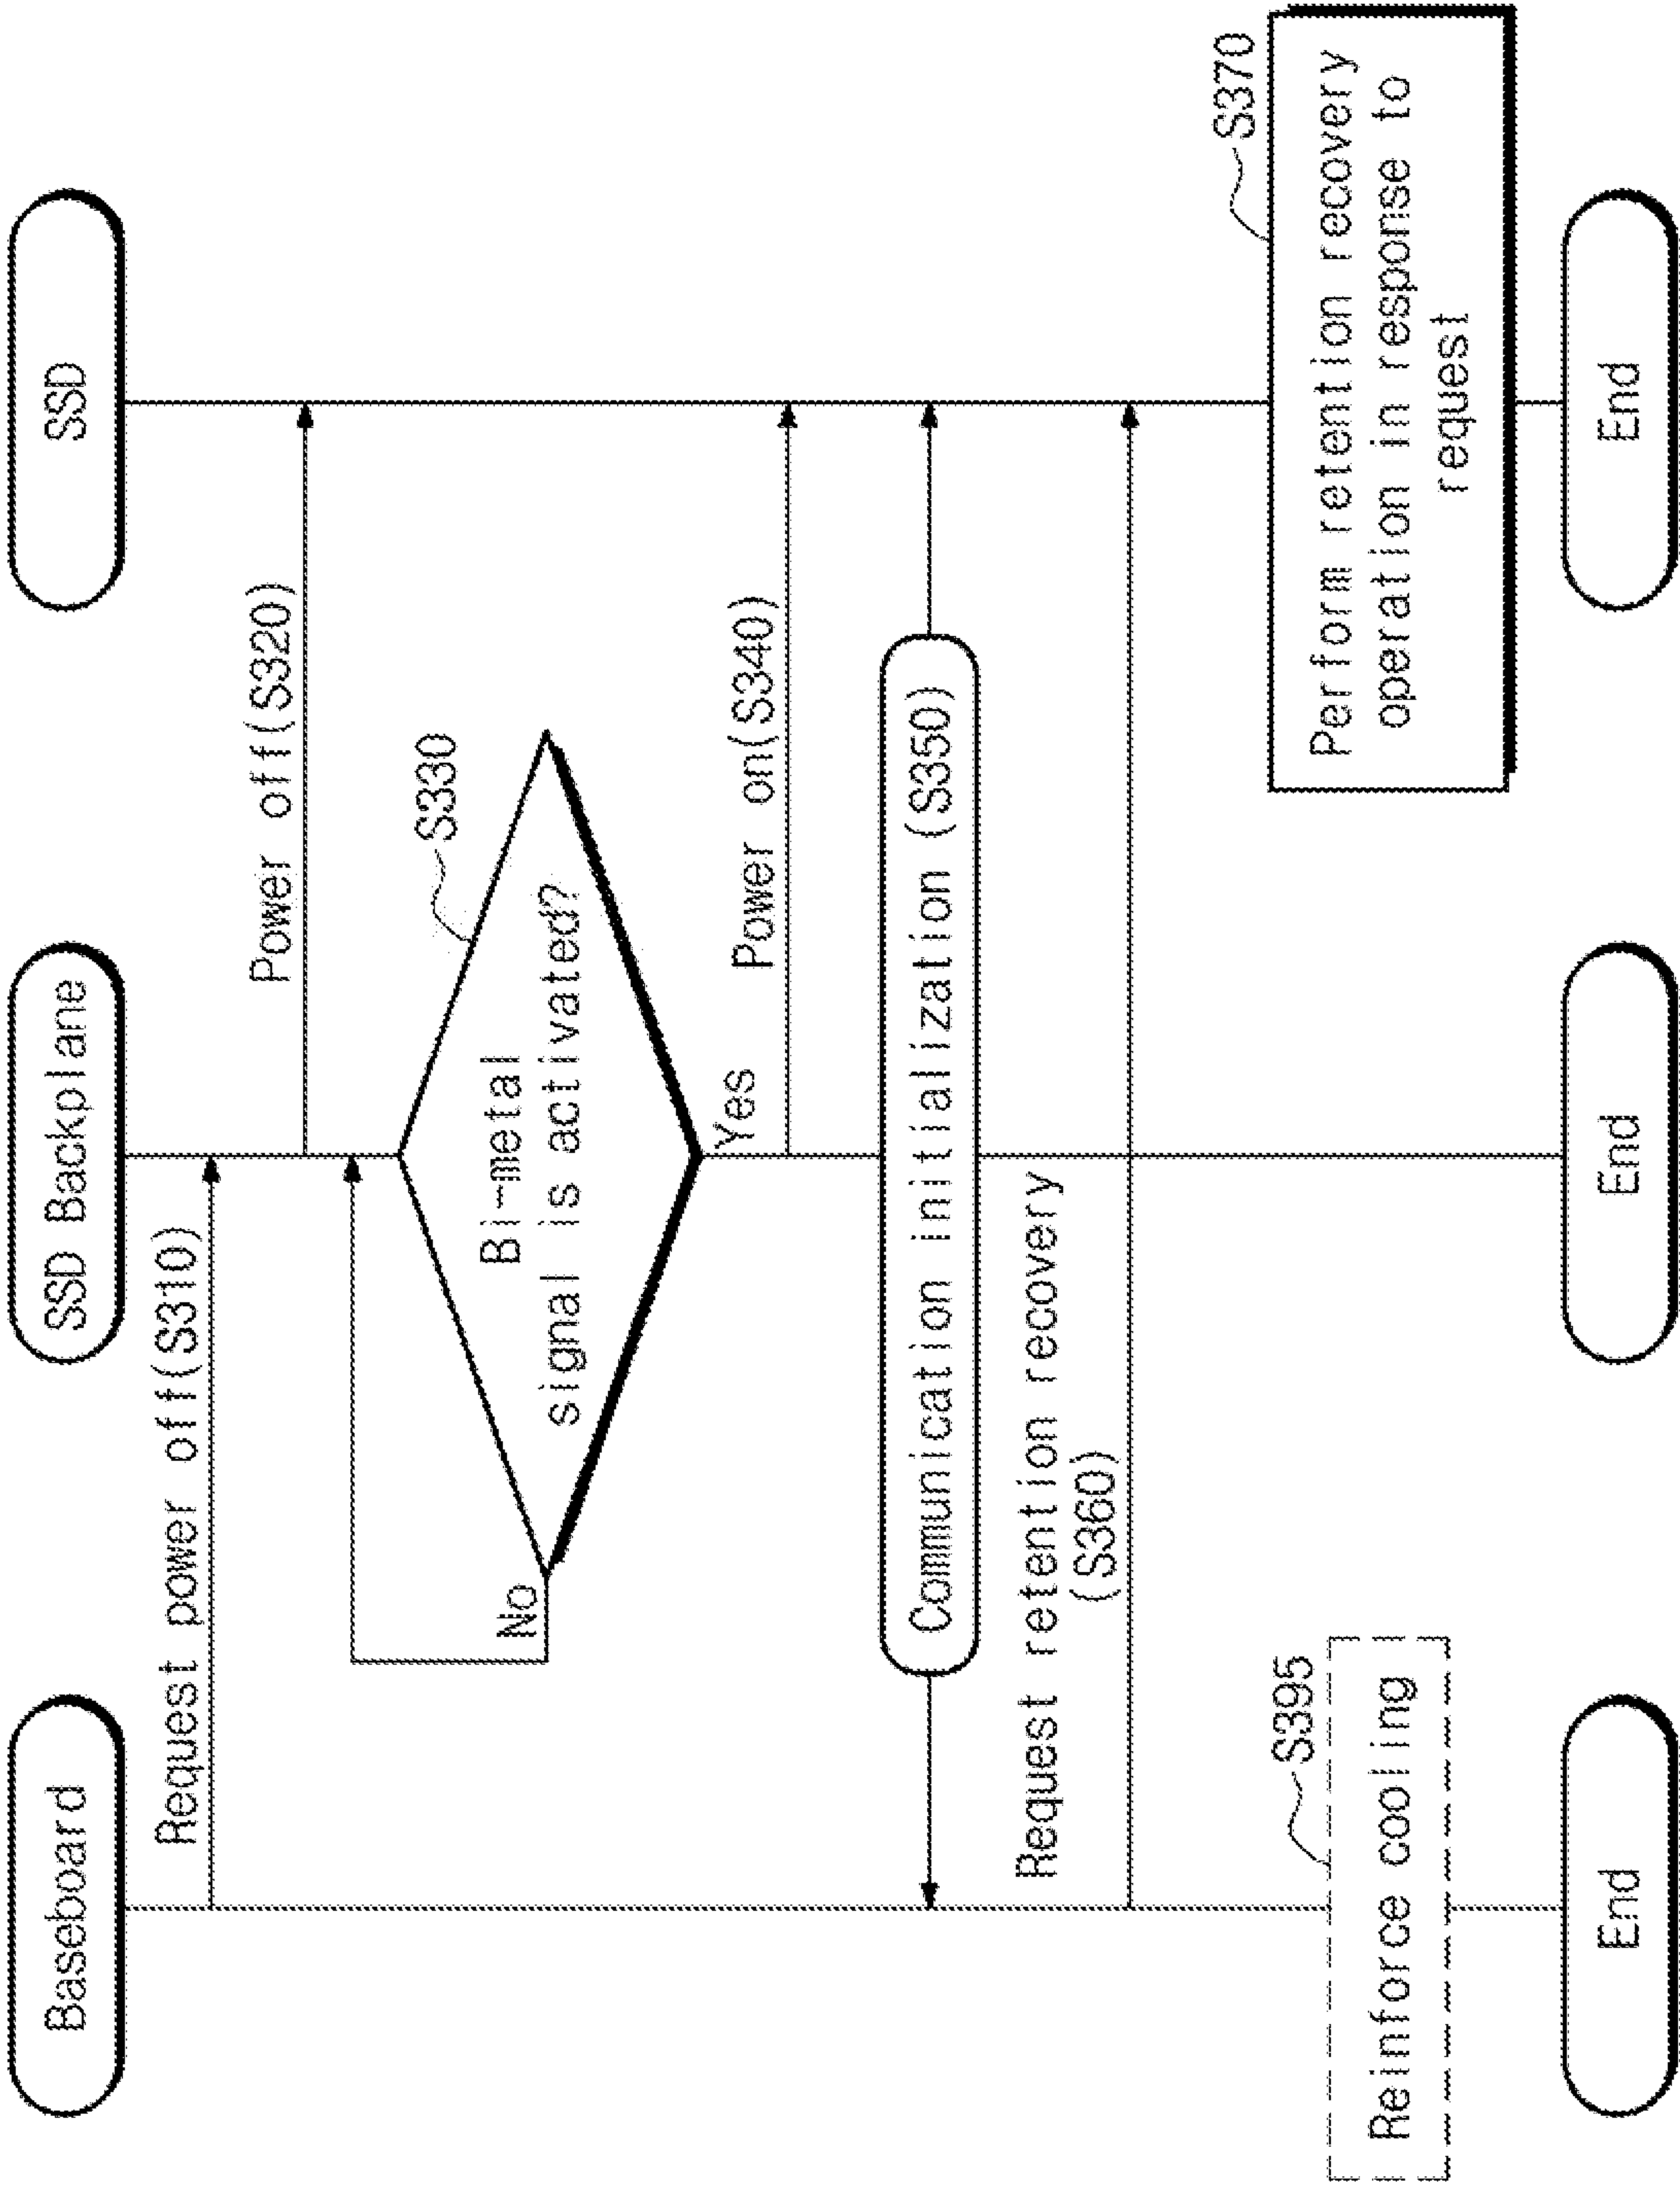 Baseboard
SSD Backplane
SSD
Request power off(S310)
Power off(S320)
S330
Bi-metal
signal is activated?
No
Yes
Power on(S340)
Communication initialization (S350)
Request retention recovery
(S360)
S370
Perform retention recovery
operation in response to
request
S395
Reinforce cooling
End
End
End